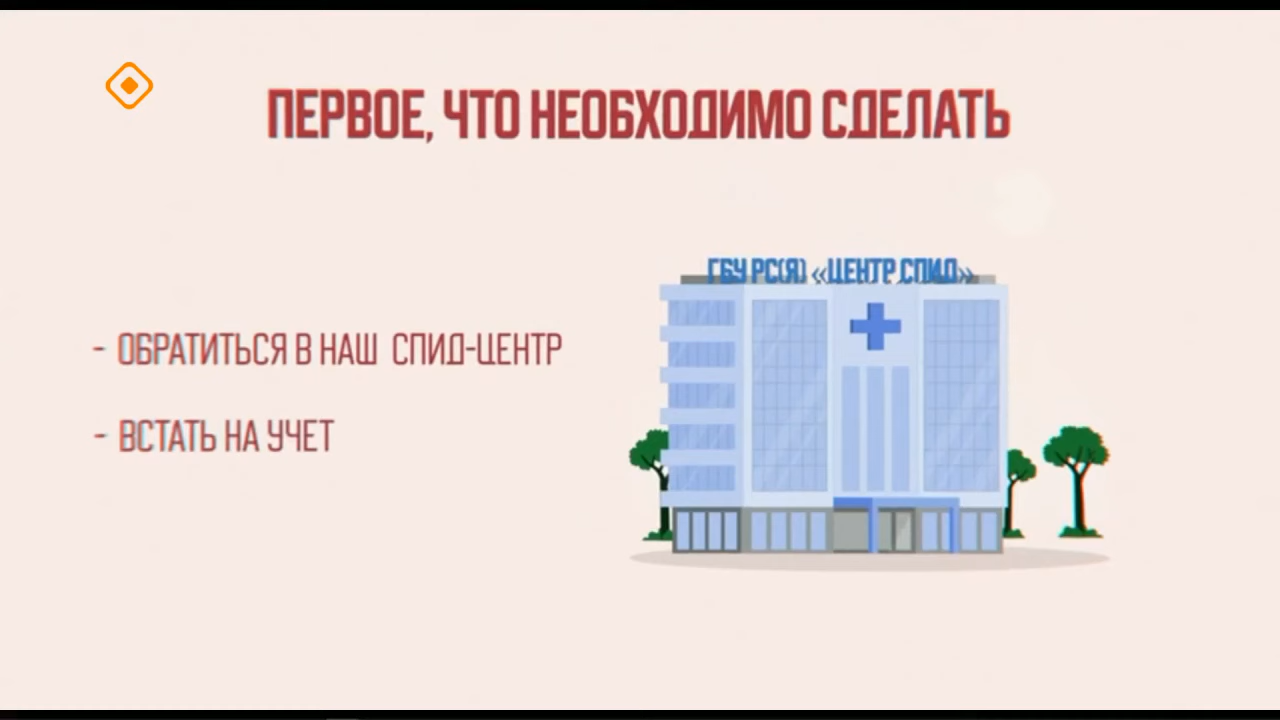 ПЕРВОЕ, ЧТО НЕОБХОДИМО СДЕЛАТЬ
ГБУ РС(Я) «ЦЕНТР СПИД»
- ОБРАТИТЬСЯ В НАШ СПИД-ЦЕНТР
- ВСТАТЬ НА УЧЕТ